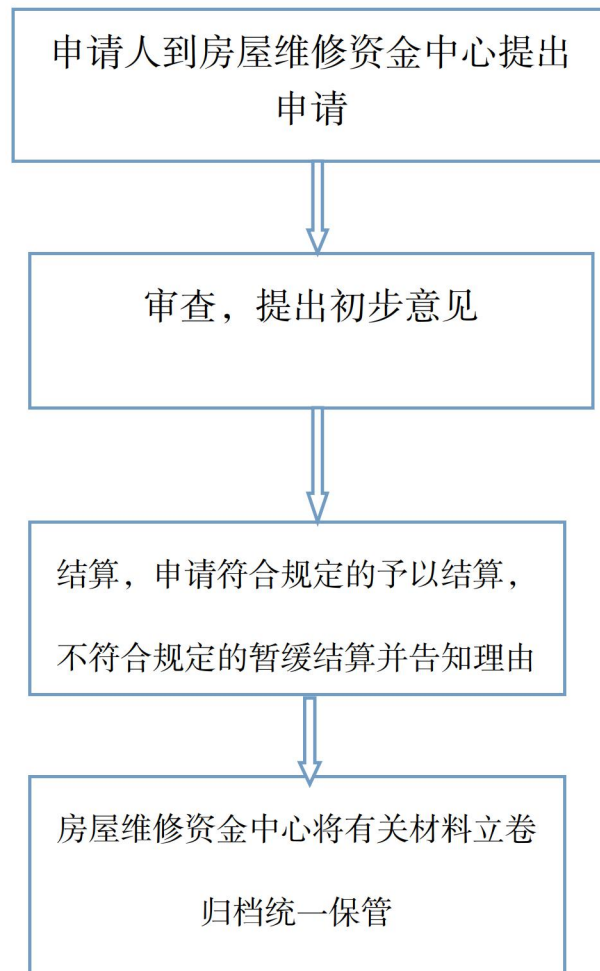 申请人到房屋维修资金中心提出
申请
审查，提出初步意见
结算，申请符合规定的予以结算，
不符合规定的暂缓结算并告知理由
房屋维修资金中心将有关材料立卷
归档统一保管